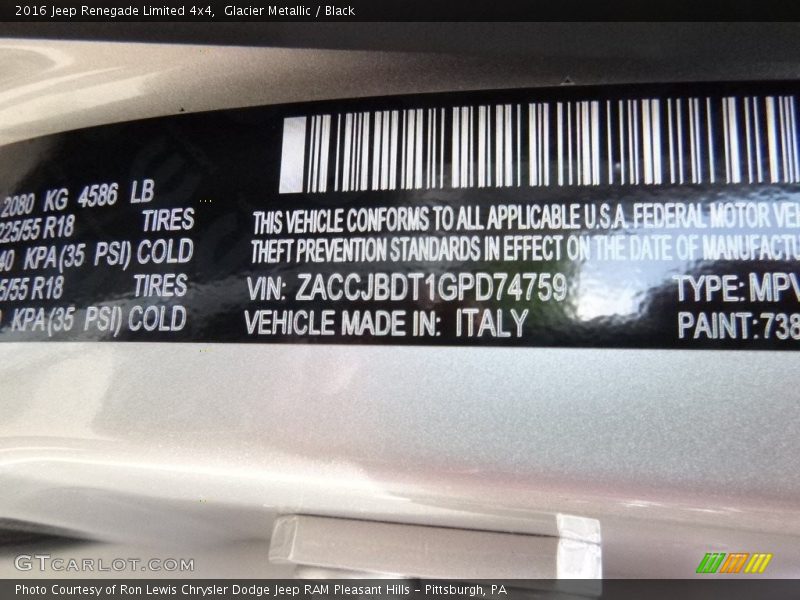 2016 Jeep Renegade Limited 4x4, Glacier Metallic / Black
2080 KG 4586 LB
225/55 R18 TIRES
40 KPA(35 PSI) COLD
5/55 R18 TIRES
KPA(35 PSI) COLD
THIS VEHICLE CONFORMS TO ALL APPLICABLE U.S.A. FEDERAL MOTOR VE
THEFT PREVENTION STANDARDS IN EFFECT ON THE DATE OF MANUFACTU
VIN: ZACCJBDT1GPD74759 TYPE: MPV
VEHICLE MADE IN: ITALY PAINT: 738
GTCARLOT.COM
Photo Courtesy of Ron Lewis Chrysler Dodge Jeep RAM Pleasant Hills – Pittsburgh, PA